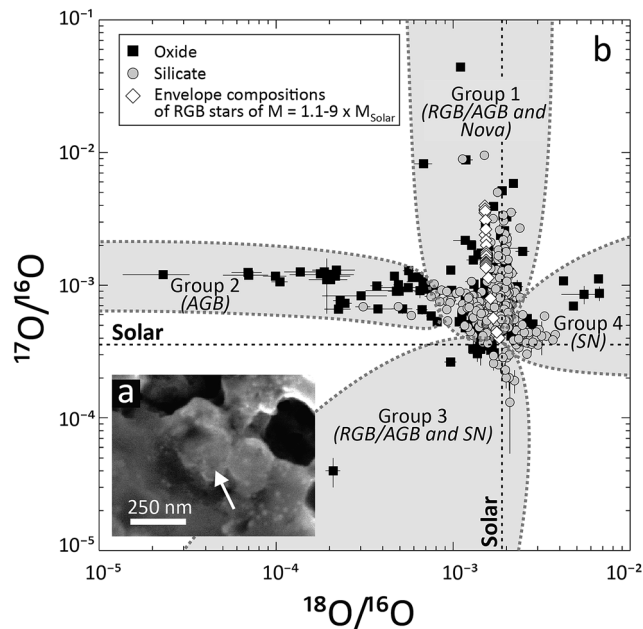 b
Oxide
Silicate
Envelope compositions
of RGB stars of M = 1.1-9 x M_Solar
Group 1
(RGB/AGB and
Nova)
Group 2
(AGB)
Group 4
(SN)
Solar
Group 3
(RGB/AGB and SN)
a
250 nm
Solar
10⁻¹
10⁻²
10⁻³
10⁻⁴
10⁻⁵
¹⁷O/¹⁶O
10⁻⁵
10⁻⁴
10⁻³
10⁻²
¹⁸O/¹⁶O